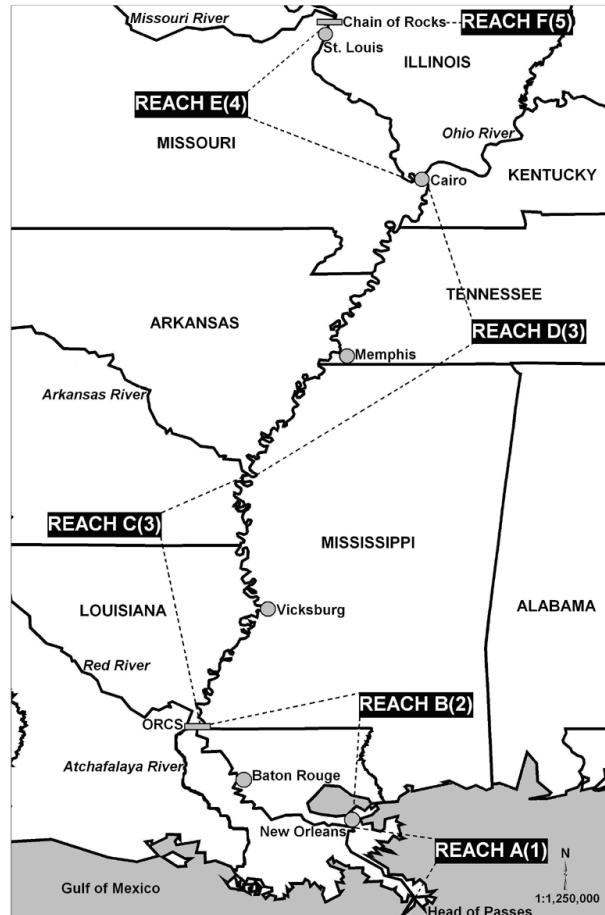 Missouri River
Chain of Rocks
REACH F(5)
St. Louis
ILLINOIS
REACH E(4)
MISSOURI
Ohio River
Cairo
KENTUCKY
TENNESSEE
ARKANSAS
REACH D(3)
Memphis
Arkansas River
REACH C(3)
MISSISSIPPI
LOUISIANA
Vicksburg
ALABAMA
Red River
REACH B(2)
ORCS
Atchafalaya River
Baton Rouge
New Orleans
REACH A(1)
N
Gulf of Mexico
1:1,250,000
Head of Passes